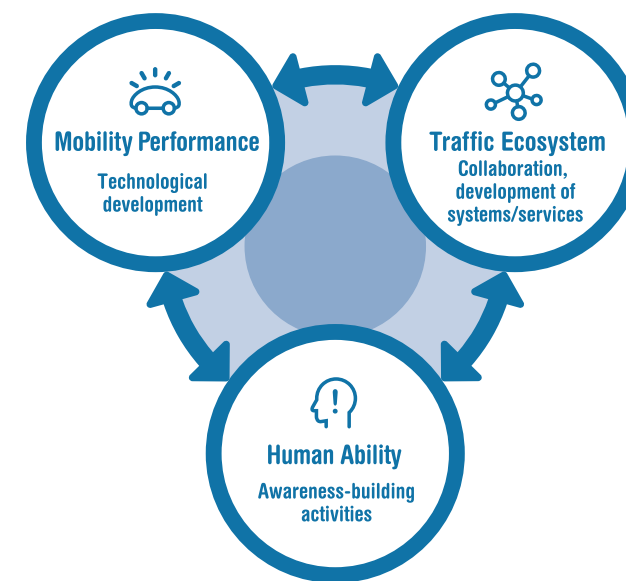 Mobility Performance
Technological
development
Traffic Ecosystem
Collaboration,
development of
systems/services
Human Ability
Awareness-building
activities